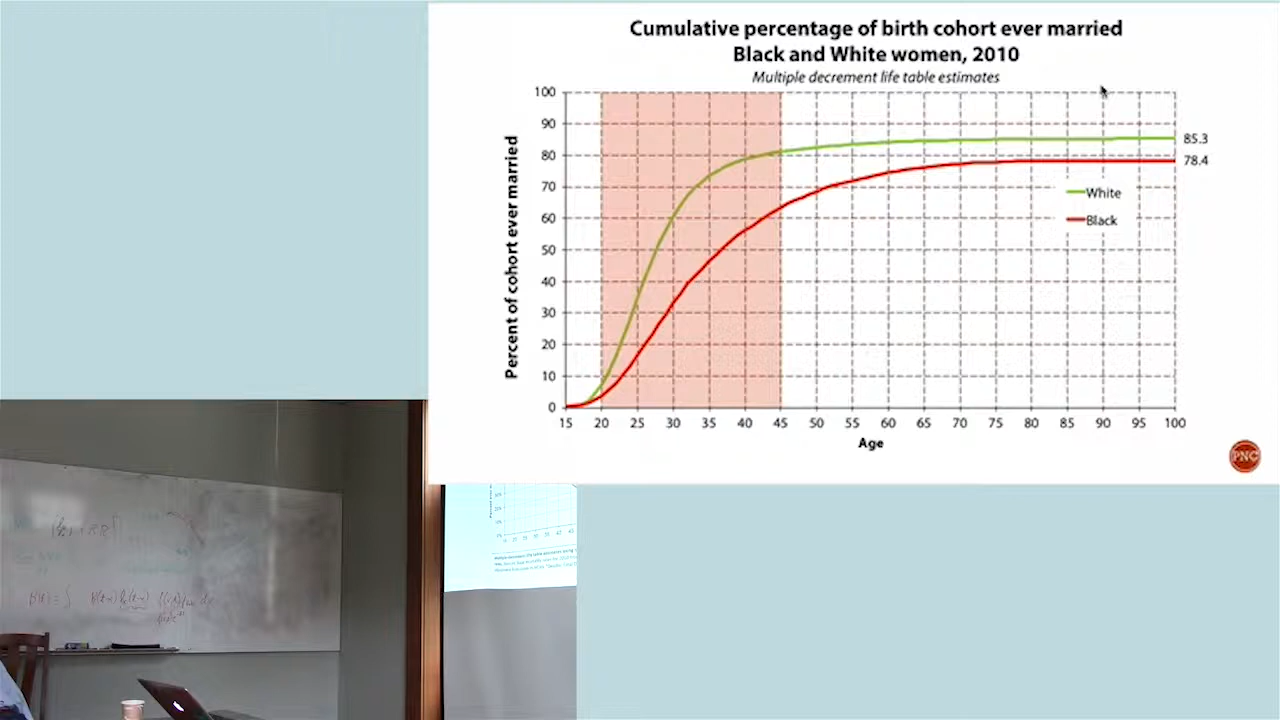 Cumulative percentage of birth cohort ever married
Black and White women, 2010
Multiple decrement life table estimates
Percent of cohort ever married
100
90
80
70
60
50
40
30
20
10
0
85.3
78.4
White
Black
15 20 25 30 35 40 45 50 55 60 65 70 75 80 85 90 95 100
Age
PNC